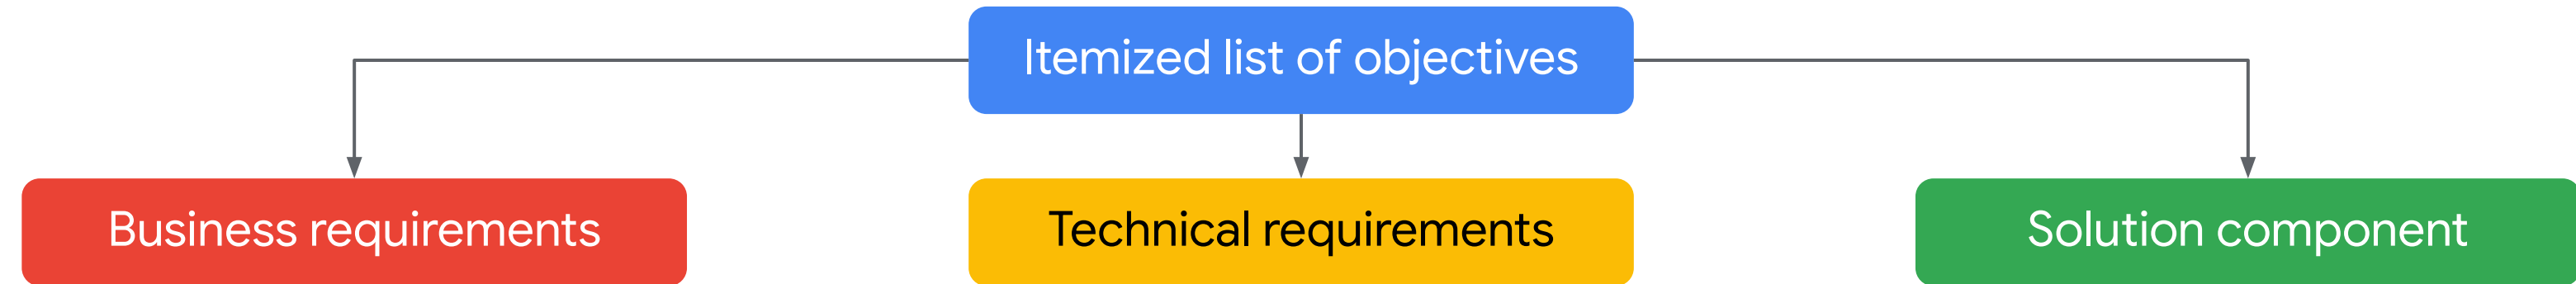 Itemized list of objectives
Business requirements
Technical requirements
Solution component